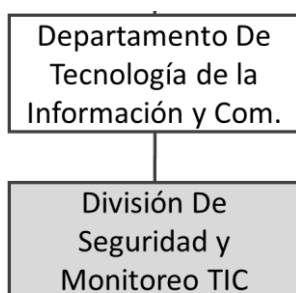 Departamento De
Tecnología de la
Información y Com.
División De
Seguridad y
Monitoreo TIC